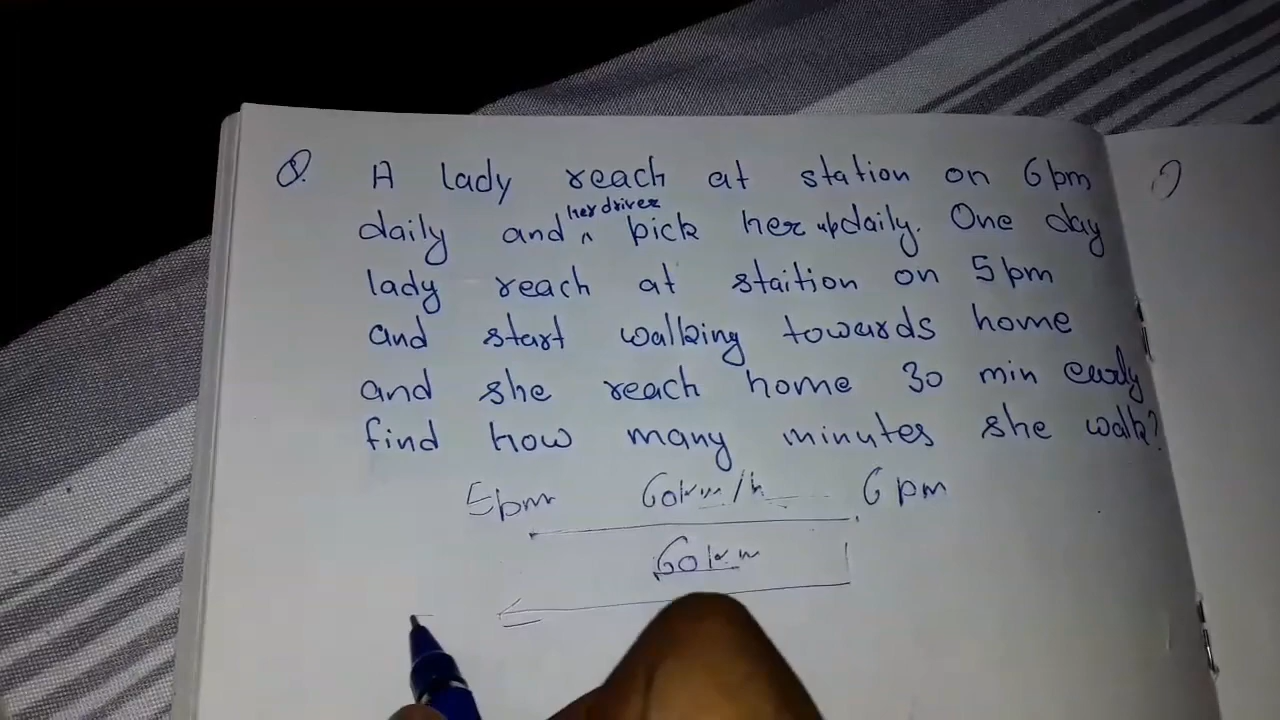 Q. A lady reach at station on 6pm
daily and her driver pick her up daily. One day
lady reach at staition on 5pm
and start walking towards home
and she reach home 30 min early
find how many minutes she walk?
5pm 60km/h 6pm
60km